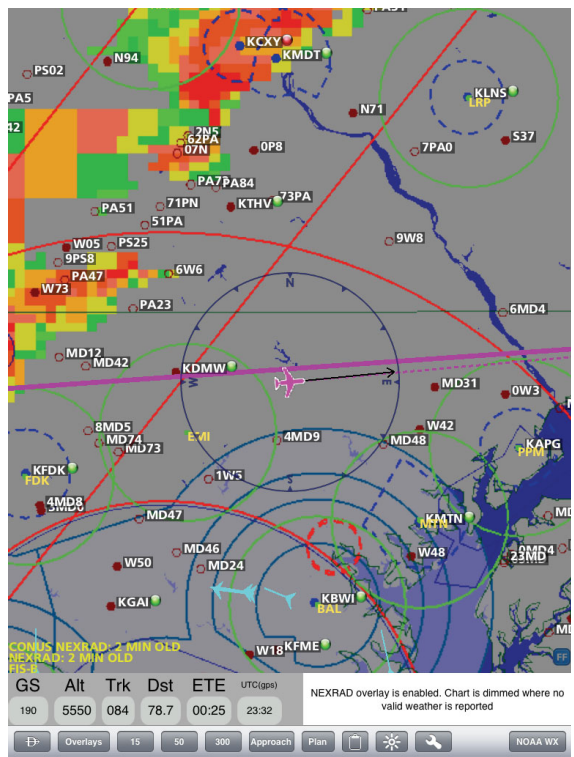 N94
KCXY
KMDT
PS02
KLNS
LRP
PA5
N71
42
2N5
62PA
07N
0P8
S37
7PA0
PA84
73PA
KTHV
PA51
71PN
51PA
9W8
W05
PS25
9PS8
6W6
PA47
W73
PA23
6MD4
N
MD12
MD42
KDMW
W
E
MD31
0W3
8MD5
EMI
4MD9
W42
MD74
MD73
MD48
KAPG
PPM
KFDK
FDK
S
4MD8
MD47
KMTN
MTN
MD46
MD24
W50
W48
23MD
KGAI
KBWI
BAL
W18
KFME
CONUS NEXRAD: 2 MIN OLD
NEXRAD: 2 MIN OLD
FIS-B
FF
GS Alt Trk Dst ETE UTC(gps)
190 5550 084 78.7 00:25 23:32
NEXRAD overlay is enabled. Chart is dimmed where no
valid weather is reported
D Overlays 15 50 300 Approach Plan NOAA WX